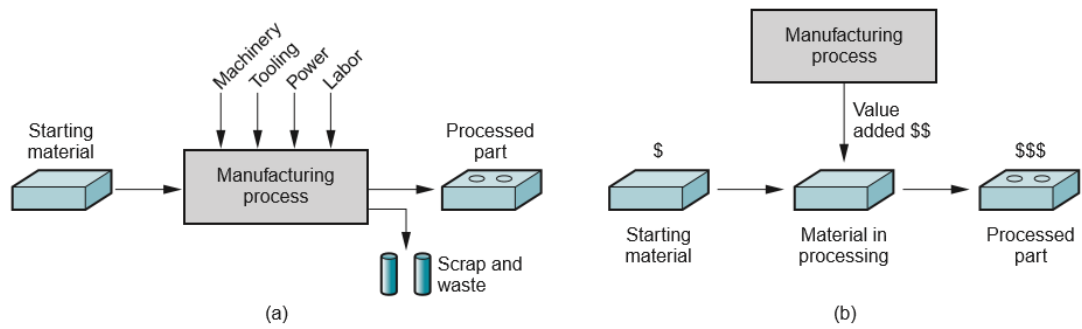 Machinery
Tooling
Power
Labor
Starting
material
Manufacturing
process
Processed
part
Scrap and
waste
(a)
Manufacturing
process
Value
added $$
$
$$$
Starting
material
Material in
processing
Processed
part
(b)